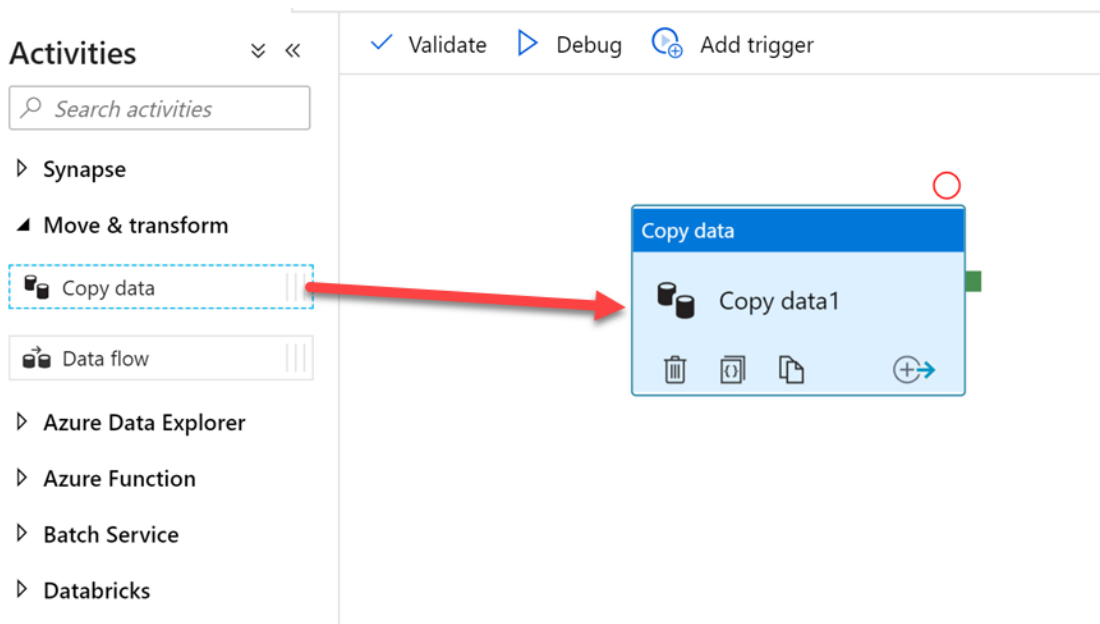 Activities
Search activities
Synapse
Move & transform
Copy data
Data flow
Azure Data Explorer
Azure Function
Batch Service
Databricks
Validate Debug Add trigger
Copy data
Copy data1